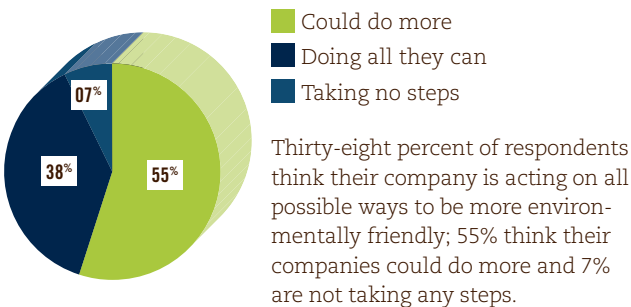 Could do more
Doing all they can
Taking no steps
07%
38%
55%
Thirty-eight percent of respondents
think their company is acting on all
possible ways to be more environ-
mentally friendly; 55% think their
companies could do more and 7%
are not taking any steps.